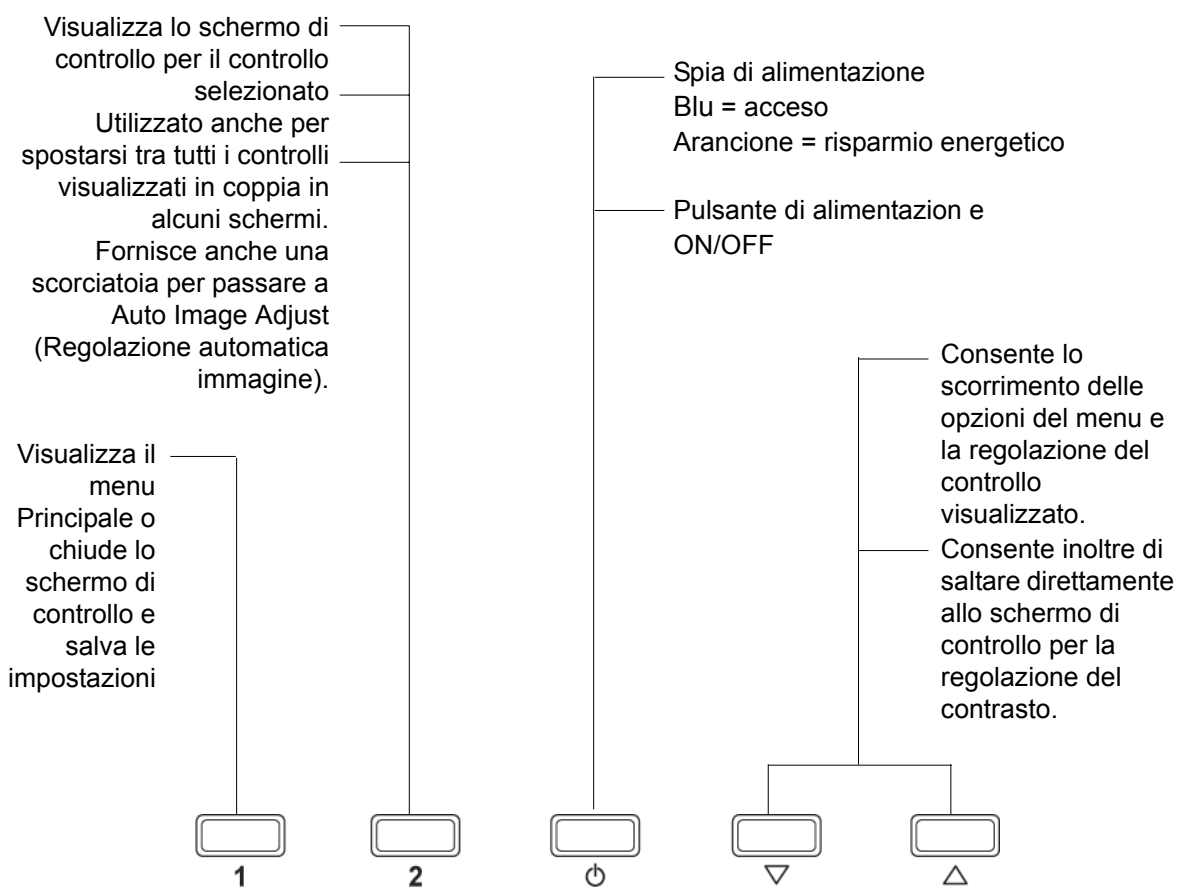 Visualizza lo schermo di
controllo per il controllo
selezionato
Utilizzato anche per
spostarsi tra tutti i controlli
visualizzati in coppia in
alcuni schermi.
Fornisce anche una
scorciatoia per passare a
Auto Image Adjust
(Regolazione automatica
immagine).
Spia di alimentazione
Blu = acceso
Arancione = risparmio energetico
Pulsante di alimentazion e
ON/OFF
Consente lo
scorrimento delle
opzioni del menu e
la regolazione del
controllo
visualizzato.
Consente inoltre di
saltare direttamente
allo schermo di
controllo per la
regolazione del
contrasto.
Visualizza il
menu
Principale o
chiude lo
schermo di
controllo e
salva le
impostazioni
1
2